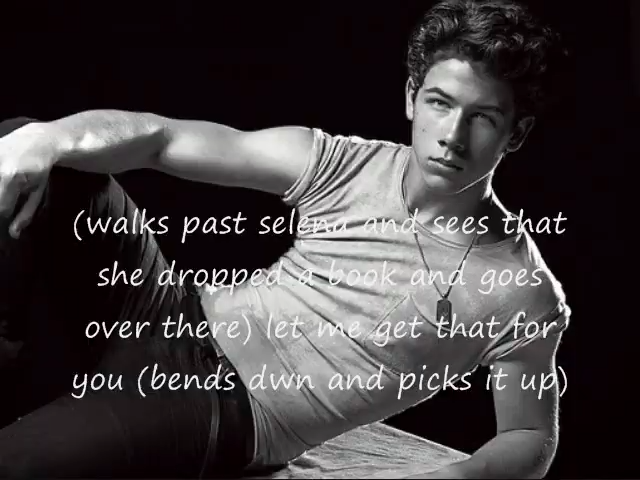 (walks past selena and sees that
she dropped a book and goes
over there) let me get that for
you (bends dwn and picks it up)